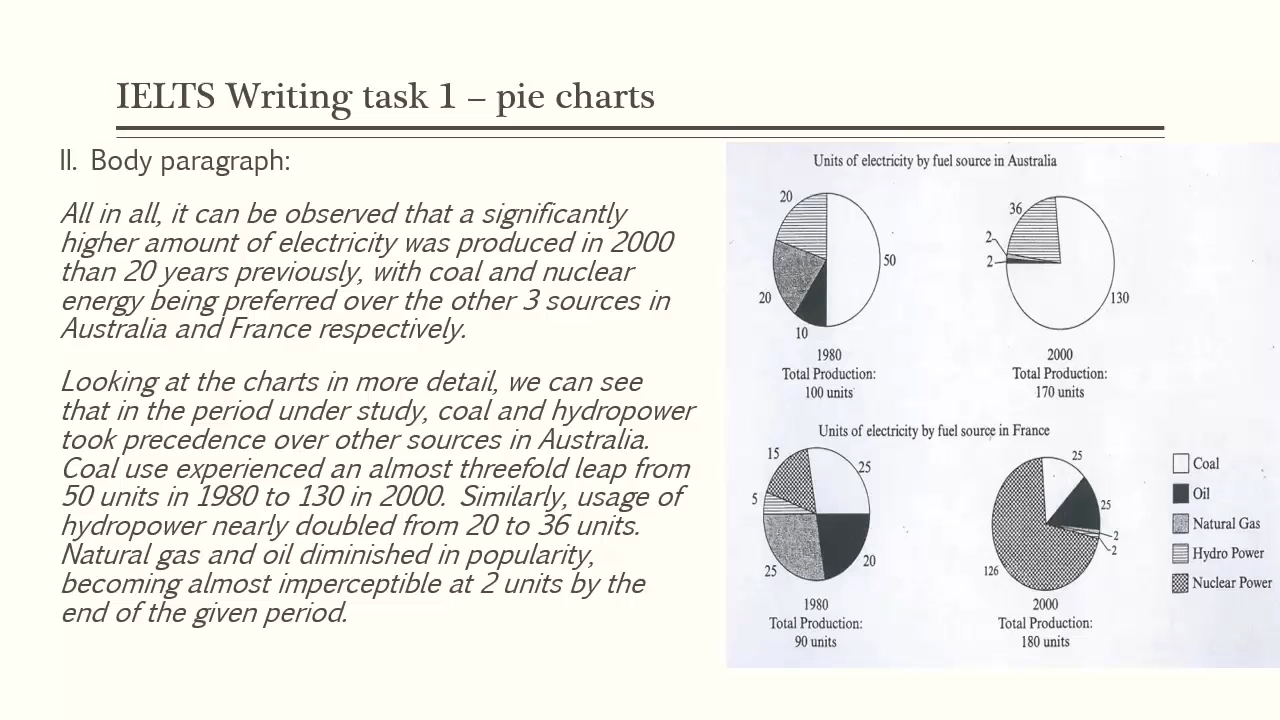 IELTS Writing task 1 – pie charts
II. Body paragraph:
All in all, it can be observed that a significantly
higher amount of electricity was produced in 2000
than 20 years previously, with coal and nuclear
energy being preferred over the other 3 sources in
Australia and France respectively.
Looking at the charts in more detail, we can see
that in the period under study, coal and hydropower
took precedence over other sources in Australia.
Coal use experienced an almost threefold leap from
50 units in 1980 to 130 in 2000. Similarly, usage of
hydropower nearly doubled from 20 to 36 units.
Natural gas and oil diminished in popularity,
becoming almost imperceptible at 2 units by the
end of the given period.
Units of electricity by fuel source in Australia
20
50
20
10
1980
Total Production:
100 units
36
2
2
130
2000
Total Production:
170 units
Units of electricity by fuel source in France
15
25
5
25
20
1980
Total Production:
90 units
25
25
2
2
126
2000
Total Production:
180 units
Coal
Oil
Natural Gas
Hydro Power
Nuclear Power